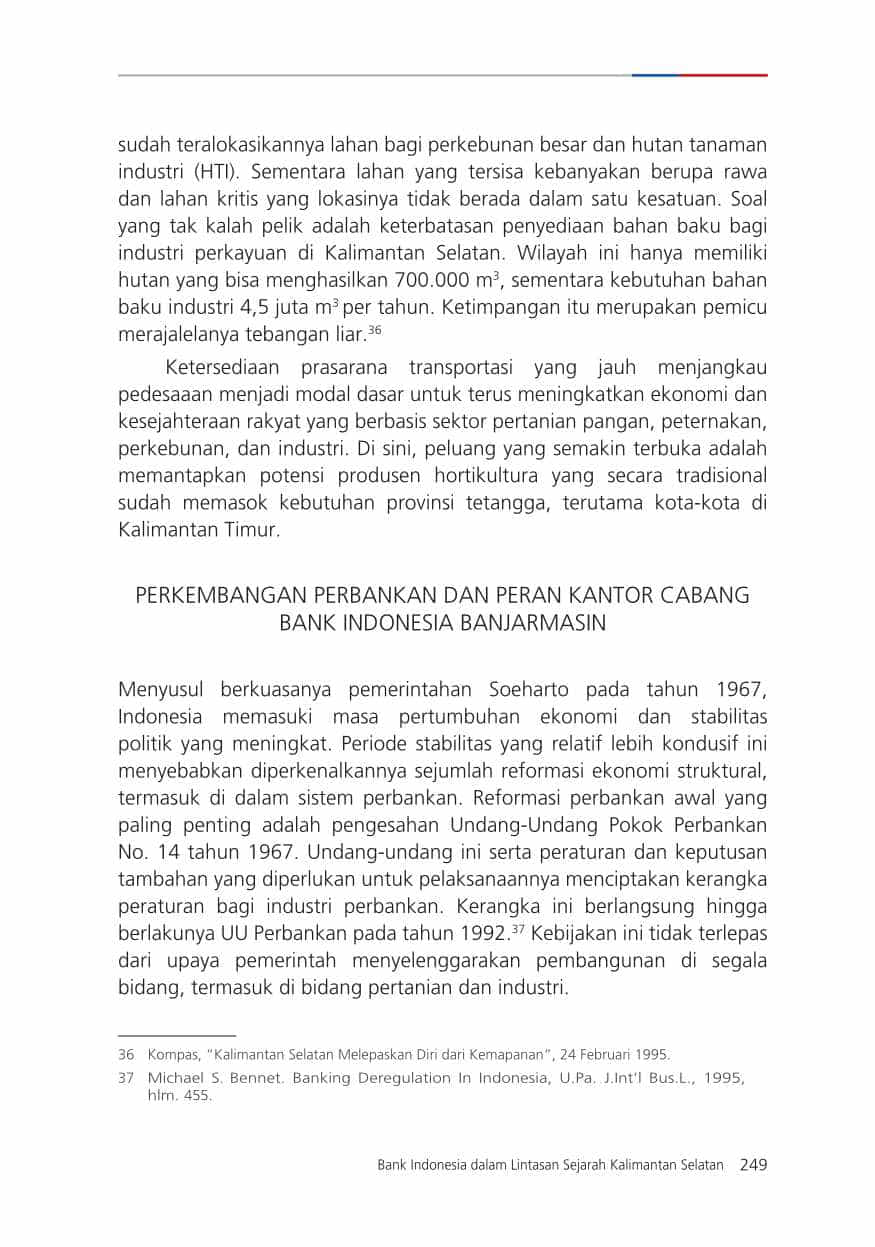 sudah teralokasikannya lahan bagi perkebunan besar dan hutan tanaman
industri (HTI). Sementara lahan yang tersisa kebanyakan berupa rawa
dan lahan kritis yang lokasinya tidak berada dalam satu kesatuan. Soal
yang tak kalah pelik adalah keterbatasan penyediaan bahan baku bagi
industri perkayuan di Kalimantan Selatan. Wilayah ini hanya memiliki
hutan yang bisa menghasilkan 700.000 m³, sementara kebutuhan bahan
baku industri 4,5 juta m³ per tahun. Ketimpangan itu merupakan pemicu
merajalelanya tebangan liar.³⁶
Ketersediaan prasarana transportasi yang jauh menjangkau
pedesaaan menjadi modal dasar untuk terus meningkatkan ekonomi dan
kesejahteraan rakyat yang berbasis sektor pertanian pangan, peternakan,
perkebunan, dan industri. Di sini, peluang yang semakin terbuka adalah
memantapkan potensi produsen hortikultura yang secara tradisional
sudah memasok kebutuhan provinsi tetangga, terutama kota-kota di
Kalimantan Timur.
PERKEMBANGAN PERBANKAN DAN PERAN KANTOR CABANG
BANK INDONESIA BANJARMASIN
Menyusul berkuasanya pemerintahan Soeharto pada tahun 1967,
Indonesia memasuki masa pertumbuhan ekonomi dan stabilitas
politik yang meningkat. Periode stabilitas yang relatif lebih kondusif ini
menyebabkan diperkenalkannya sejumlah reformasi ekonomi struktural,
termasuk di dalam sistem perbankan. Reformasi perbankan awal yang
paling penting adalah pengesahan Undang-Undang Pokok Perbankan
No. 14 tahun 1967. Undang-undang ini serta peraturan dan keputusan
tambahan yang diperlukan untuk pelaksanaannya menciptakan kerangka
peraturan bagi industri perbankan. Kerangka ini berlangsung hingga
berlakunya UU Perbankan pada tahun 1992.³⁷ Kebijakan ini tidak terlepas
dari upaya pemerintah menyelenggarakan pembangunan di segala
bidang, termasuk di bidang pertanian dan industri.
36 Kompas, "Kalimantan Selatan Melepaskan Diri dari Kemapanan", 24 Februari 1995.
37 Michael S. Bennet. Banking Deregulation In Indonesia, U.Pa. J.Int'l Bus.L., 1995,
hlm. 455.
Bank Indonesia dalam Lintasan Sejarah Kalimantan Selatan 249